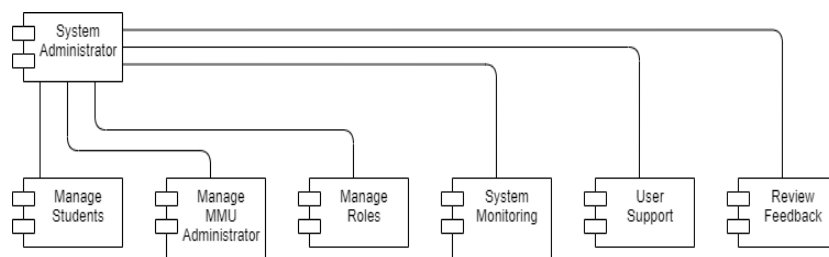 System
Administrator
Manage
Students
Manage
MMU
Administrator
Manage
Roles
System
Monitoring
User
Support
Review
Feedback